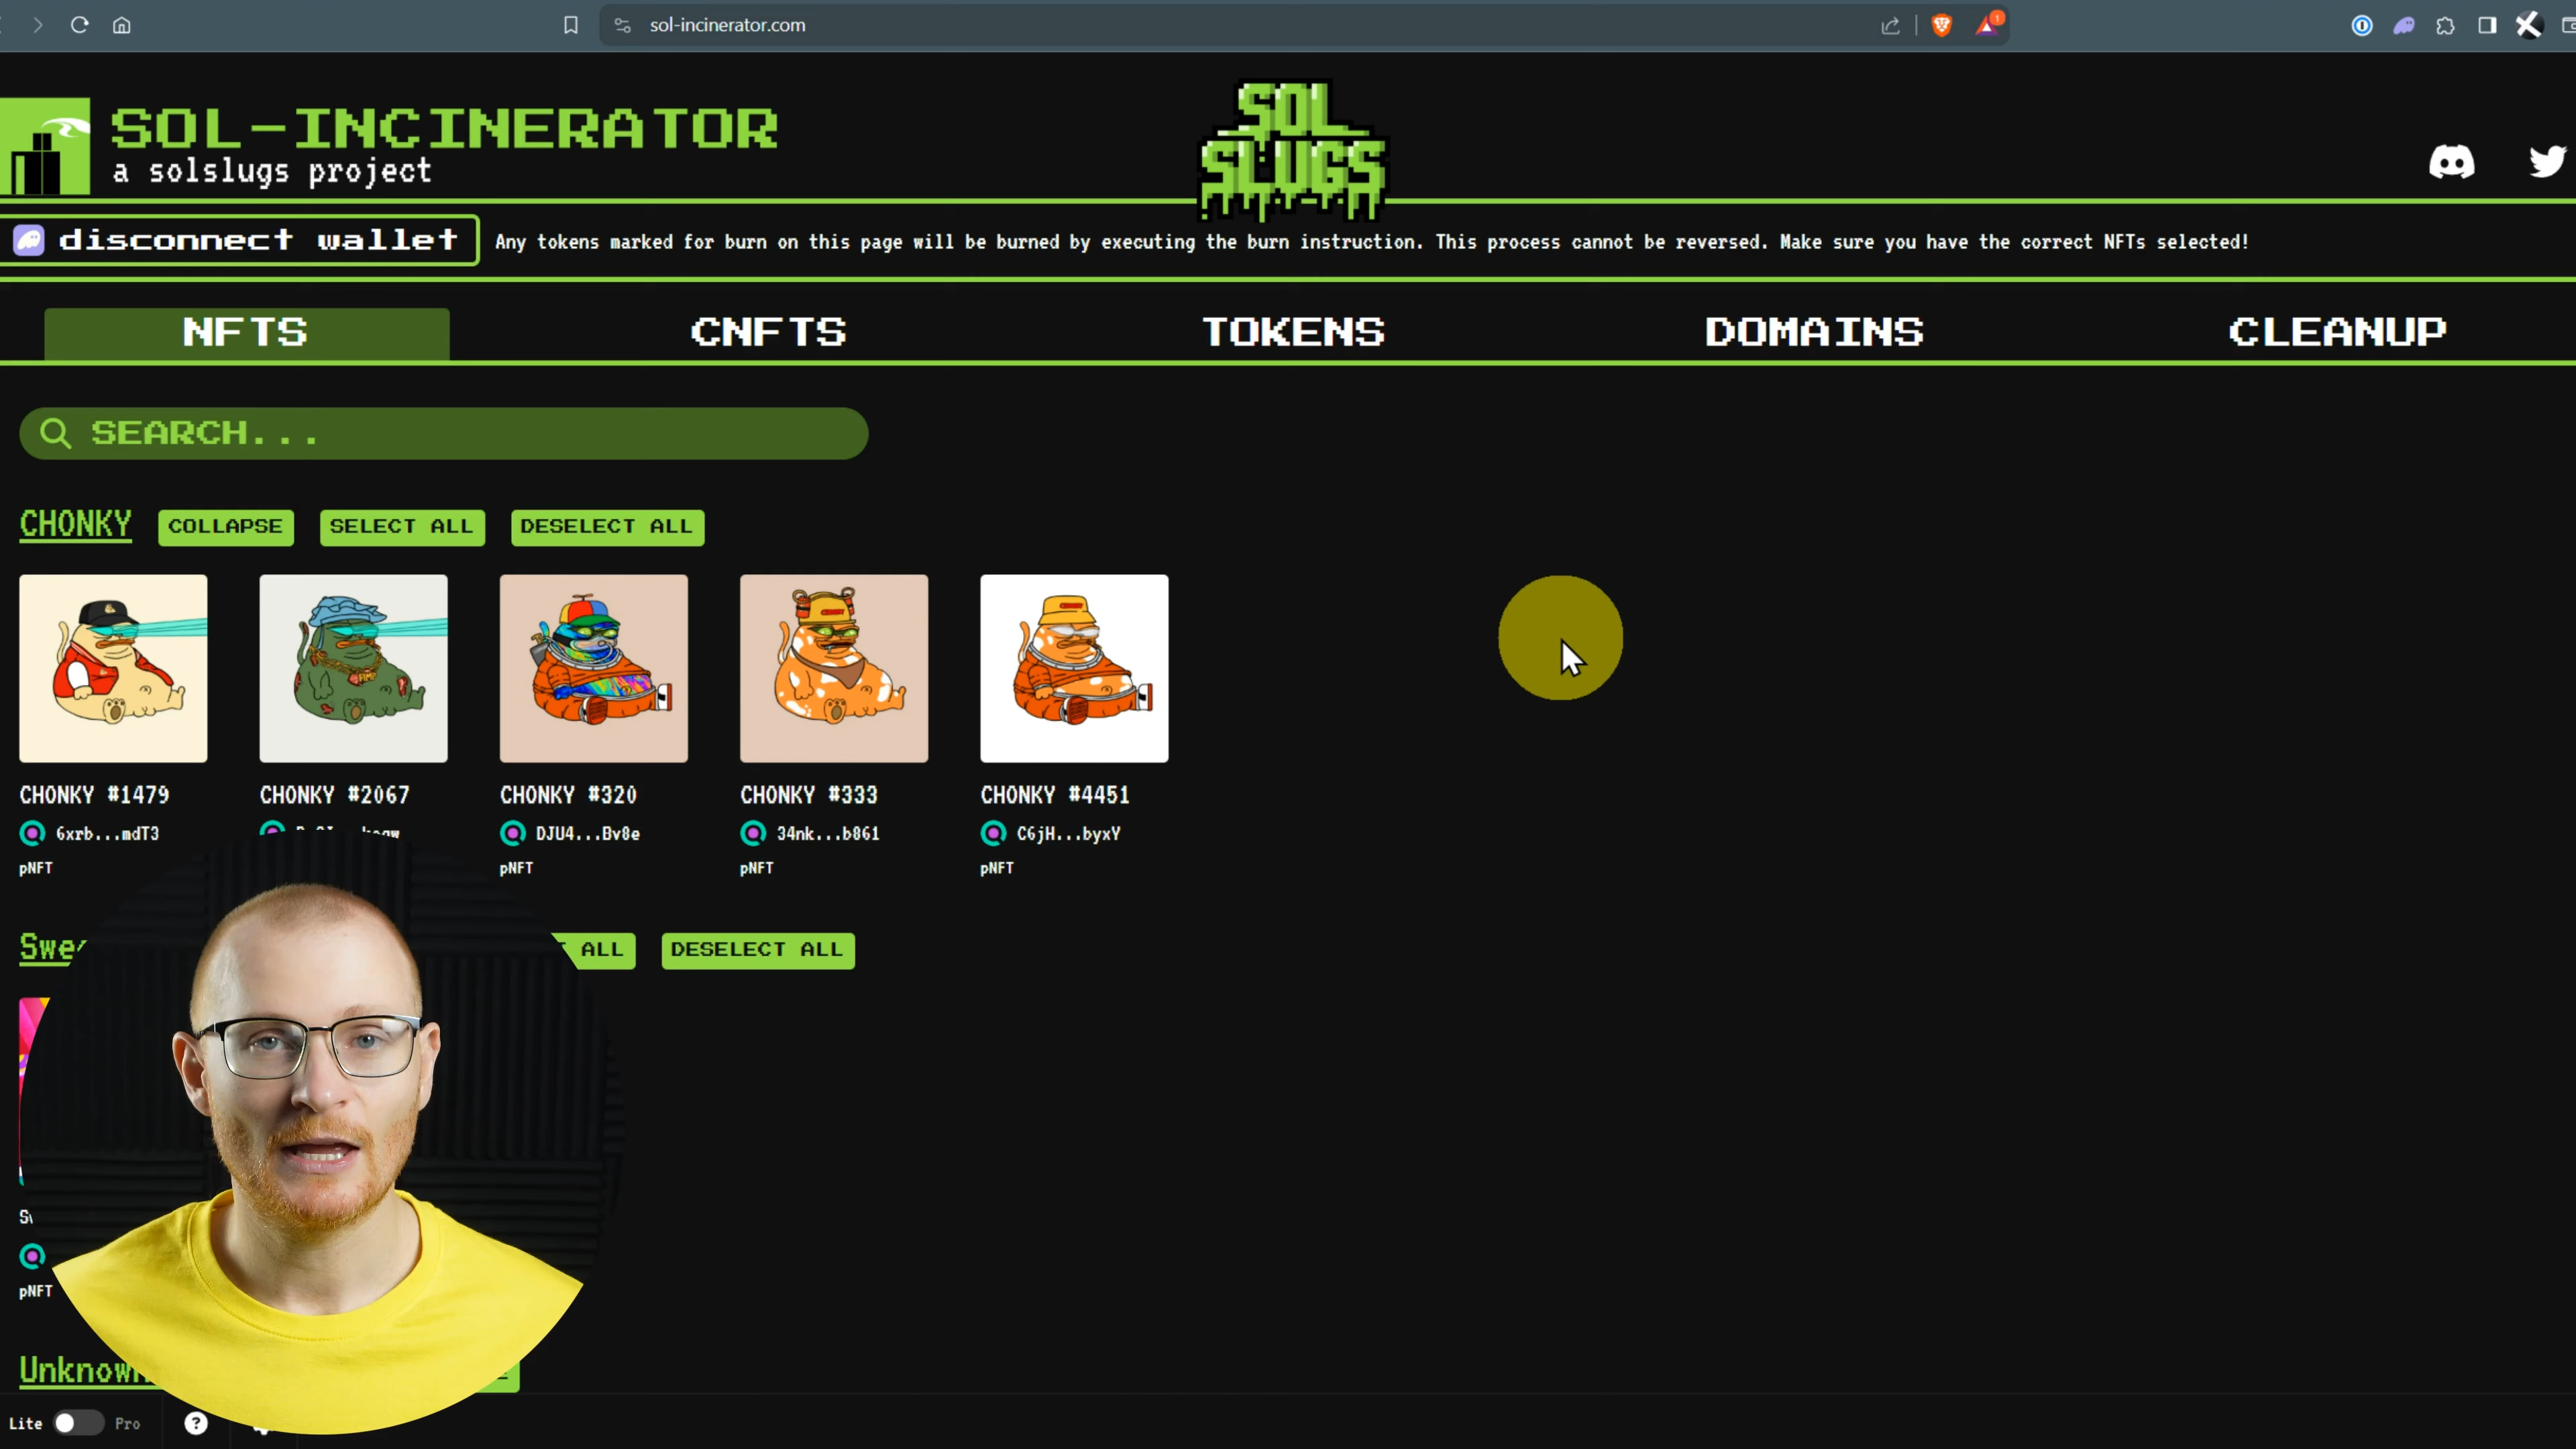 sol-incinerator.com
1
SOL-INCINERATOR
a solslugs project
SOL
SLUGS
disconnect wallet
Any tokens marked for burn on this page will be burned by executing the burn instruction. This process cannot be reversed. Make sure you have the correct NFTs selected!
NFTS CNFTS TOKENS DOMAINS CLEANUP
SEARCH...
CHONKY COLLAPSE SELECT ALL DESELECT ALL
CHONKY #1479 CHONKY #2067 CHONKY #320 CHONKY #333 CHONKY #4451
6xrb...mdT3 DJU4...Bv8e 34nk...b861 C6jH...byxY
pNFT pNFT pNFT pNFT
ALL DESELECT ALL
pNFT
Lite Pro ?